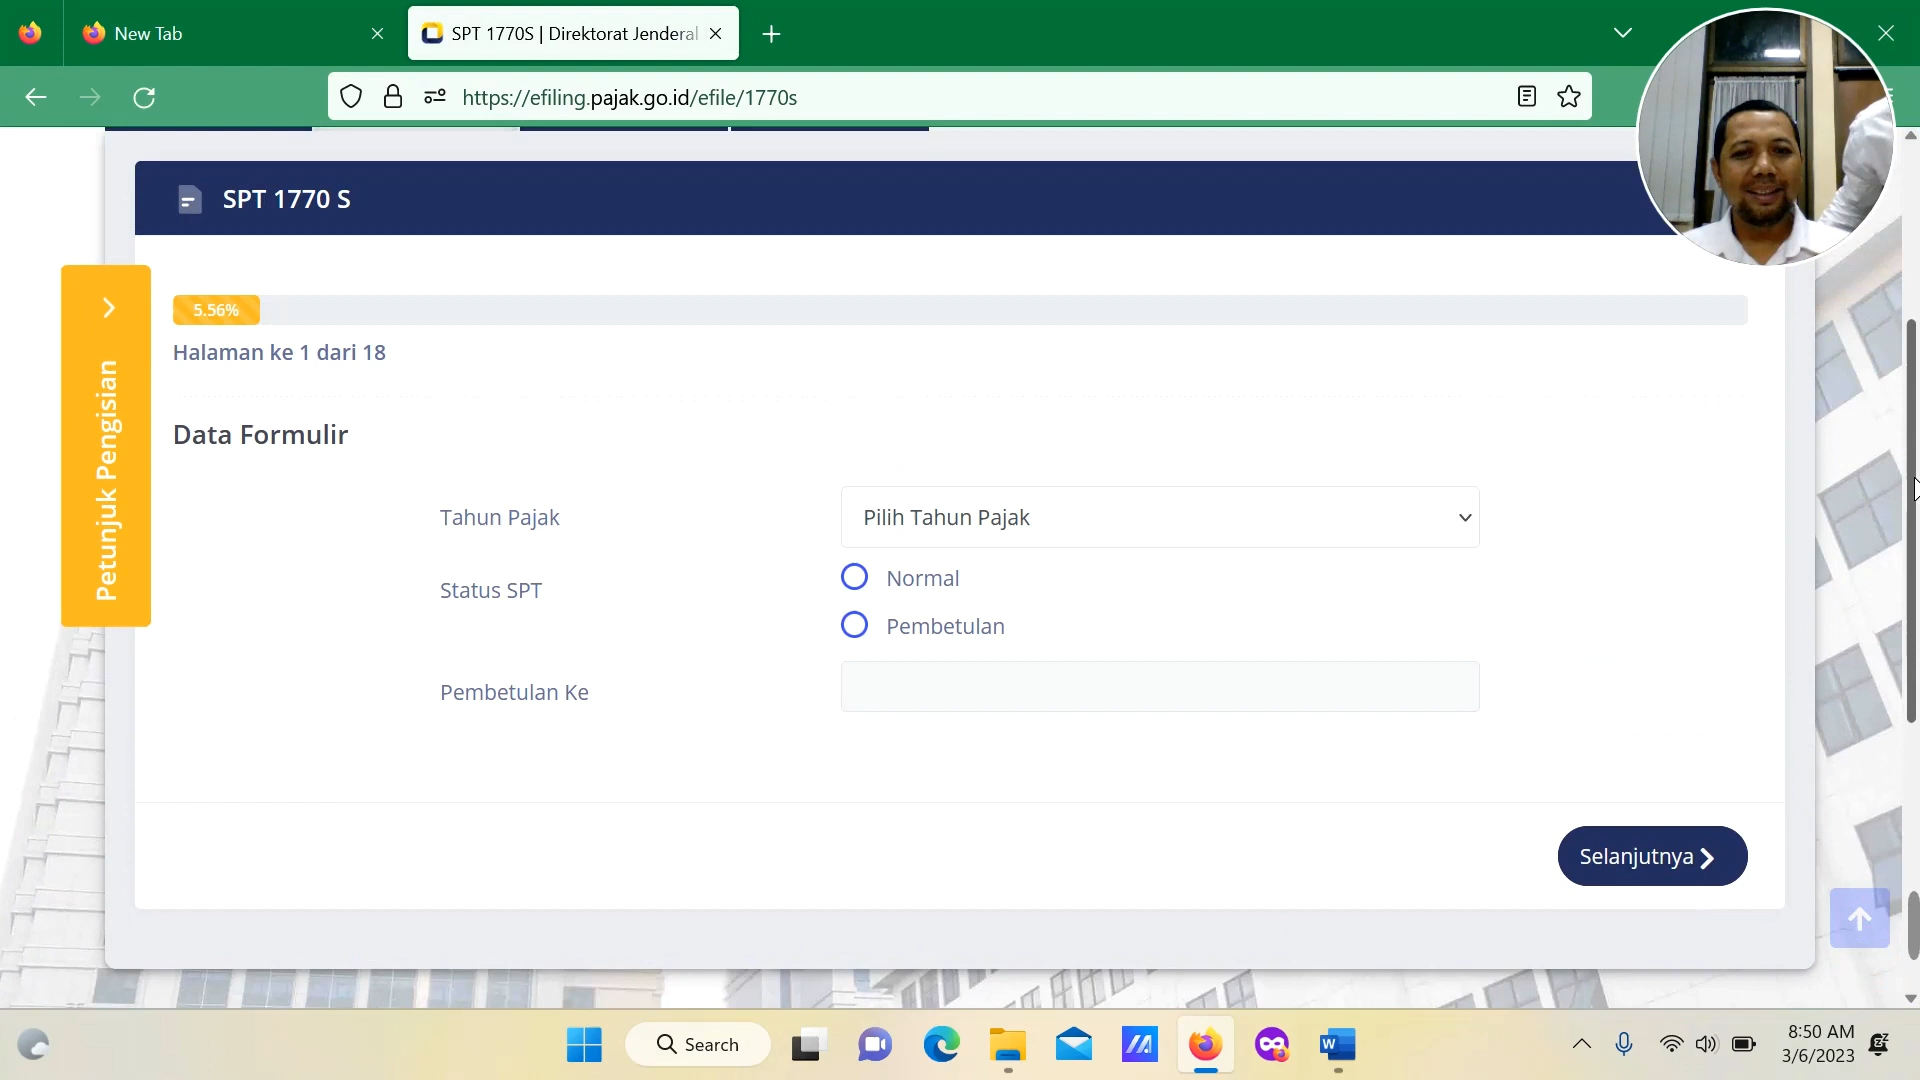 New Tab
SPT 1770S | Direktorat Jenderal
https://efiling.pajak.go.id/efile/1770s
SPT 1770 S
5.56%
Halaman ke 1 dari 18
Petunjuk Pengisian
Data Formulir
Tahun Pajak
Pilih Tahun Pajak
Status SPT
Normal
Pembetulan
Pembetulan Ke
Selanjutnya
Search
8:50 AM
3/6/2023